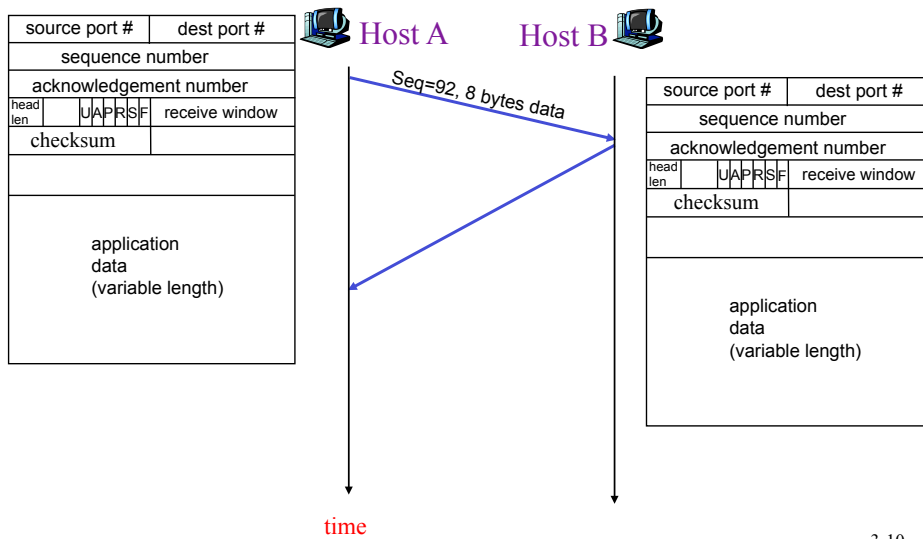 source port # dest port #
sequence number
acknowledgement number
head
len
U A P R S F receive window
checksum
application
data
(variable length)
Host A
Host B
Seq=92, 8 bytes data
time
source port # dest port #
sequence number
acknowledgement number
head
len
U A P R S F receive window
checksum
application
data
(variable length)